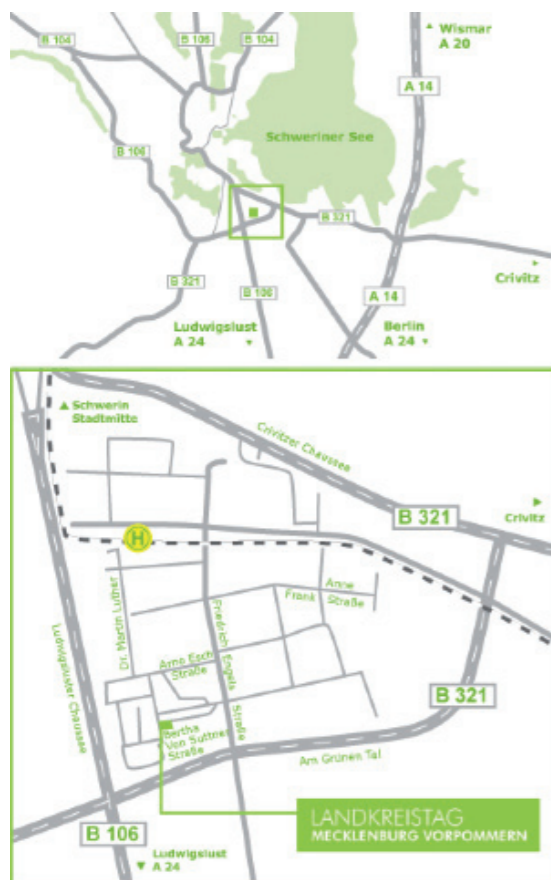 B 104
B 106
B 104
Wismar
A 20
A 14
Schweriner See
B 106
B 321
B 321
B 106
A 14
Crivitz
Ludwigslust
A 24
Berlin
A 24
Schwerin
Stadtmitte
Crivitzer Chaussee
B 321
Crivitz
H
Dr. Martin Luther
Anne
Frank
Straße
Friedrich Engels Straße
Ludwigsluster Chaussee
Arno Esch
Straße
B 321
Bertha
Von Suttner
Straße
Am Grünen Tal
LANDKREISTAG
MECKLENBURG VORPOMMERN
B 106
Ludwigslust
A 24